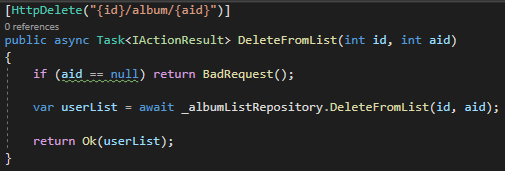 [HttpDelete("{id}/album/{aid}")]
0 references
public async Task<IActionResult> DeleteFromList(int id, int aid)
{
if (aid == null) return BadRequest();
var userList = await _albumListRepository.DeleteFromList(id, aid);
return Ok(userList);
}